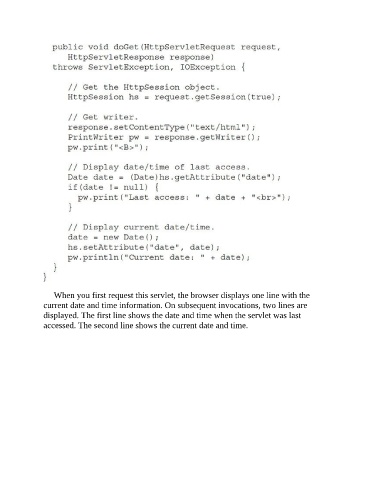 public void doGet(HttpServletRequest request,
HttpServletResponse response)
throws ServletException, IOException {
// Get the HttpSession object.
HttpSession hs = request.getSession(true);
// Get writer.
response.setContentType("text/html");
PrintWriter pw = response.getWriter();
pw.print("<B>");
// Display date/time of last access.
Date date = (Date)hs.getAttribute("date");
if(date != null) {
pw.print("Last access: " + date + "<br>");
}
// Display current date/time.
date = new Date();
hs.setAttribute("date", date);
pw.println("Current date: " + date);
}
}
When you first request this servlet, the browser displays one line with the
current date and time information. On subsequent invocations, two lines are
displayed. The first line shows the date and time when the servlet was last
accessed. The second line shows the current date and time.